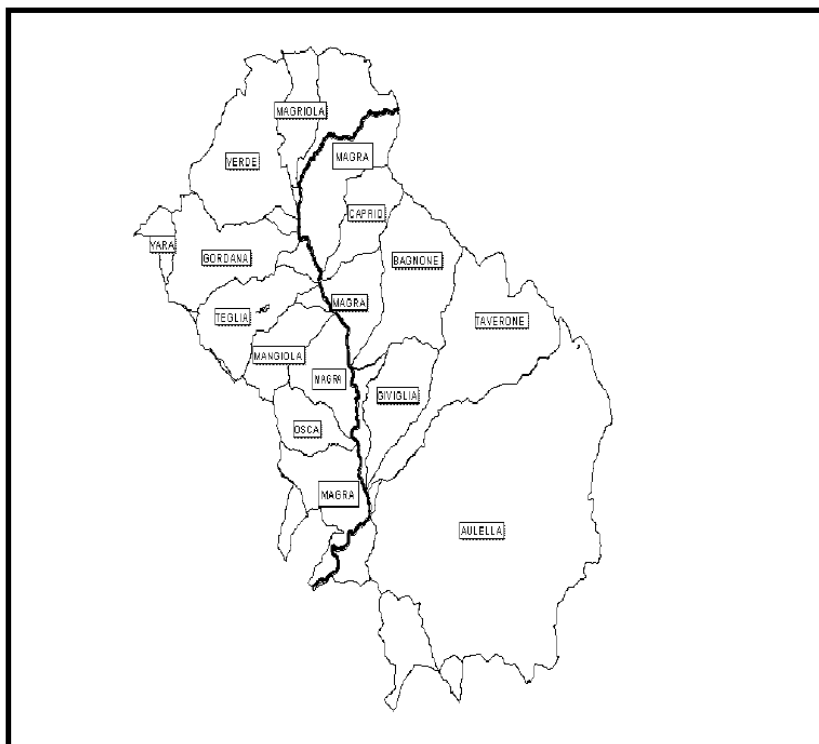 MAGRIOLA
MAGRA
VERDE
CAPRIO
YARA
GORDANA
BAGNONE
MAGRA
TEGLIA
TAVERONE
MANGIOLA
MAGRA
GIVIGLIA
OSCA
MAGRA
AULELLA